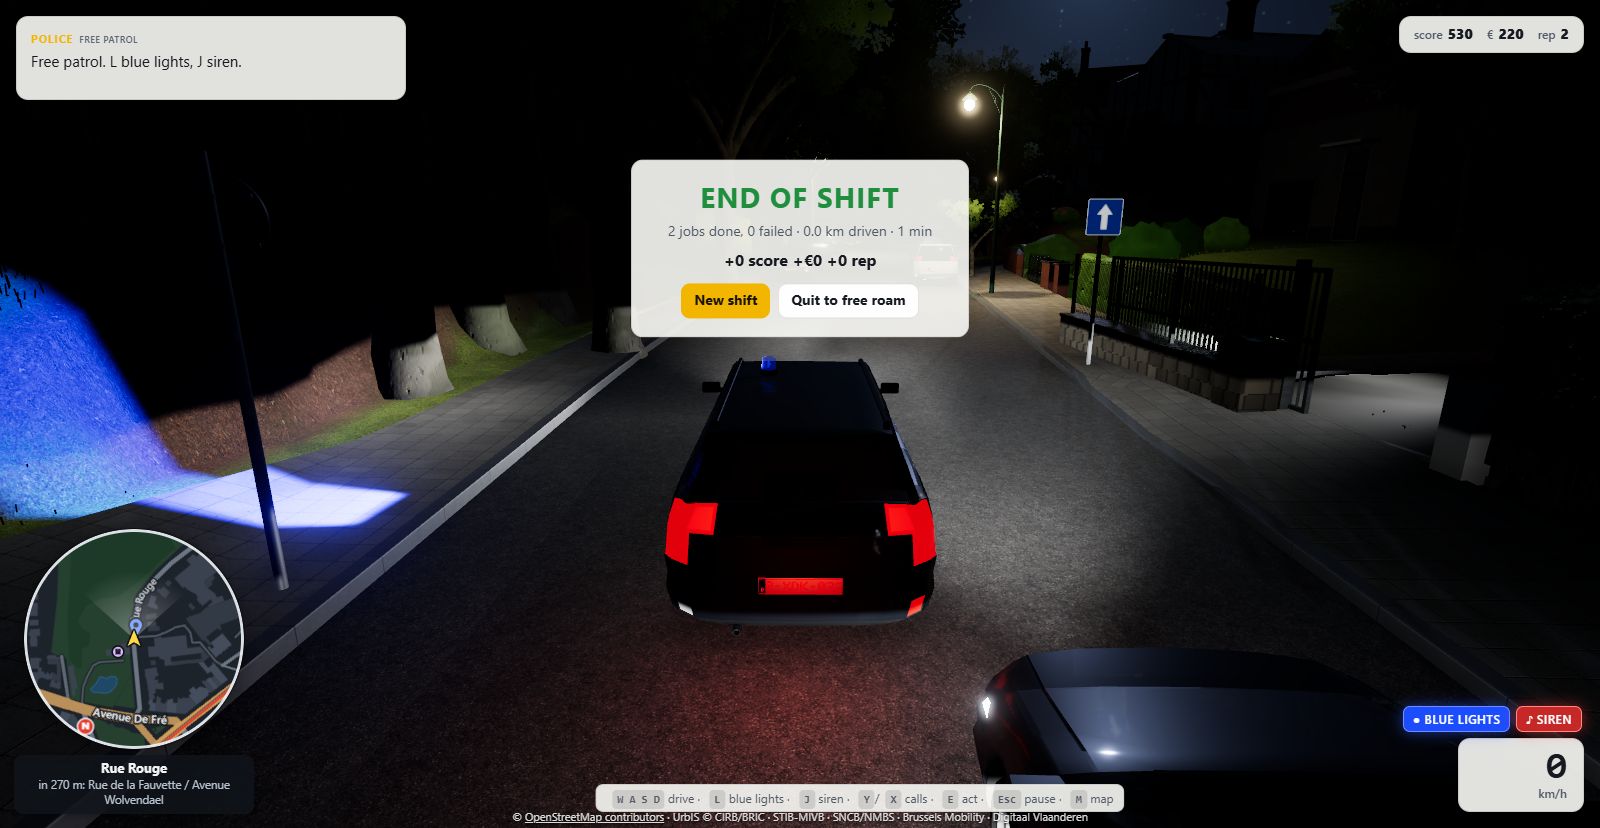 POLICE FREE PATROL
Free patrol. L blue lights, J siren.
score 530 € 220 rep 2
END OF SHIFT
2 jobs done, 0 failed · 0.0 km driven · 1 min
+0 score +€0 +0 rep
New shift
Quit to free roam
Rue Rouge
Avenue De Fré
N
Rue Rouge
in 270 m: Rue de la Fauvette / Avenue
Wolvendael
● BLUE LIGHTS
♪ SIREN
0
km/h
W A S D drive · L blue lights · J siren · Y / X calls · E act · Esc pause · M map
© OpenStreetMap contributors · UrbIS © CIRB/BRIC · STIB-MIVB · SNCB/NMBS · Brussels Mobility · Digitaal Vlaanderen